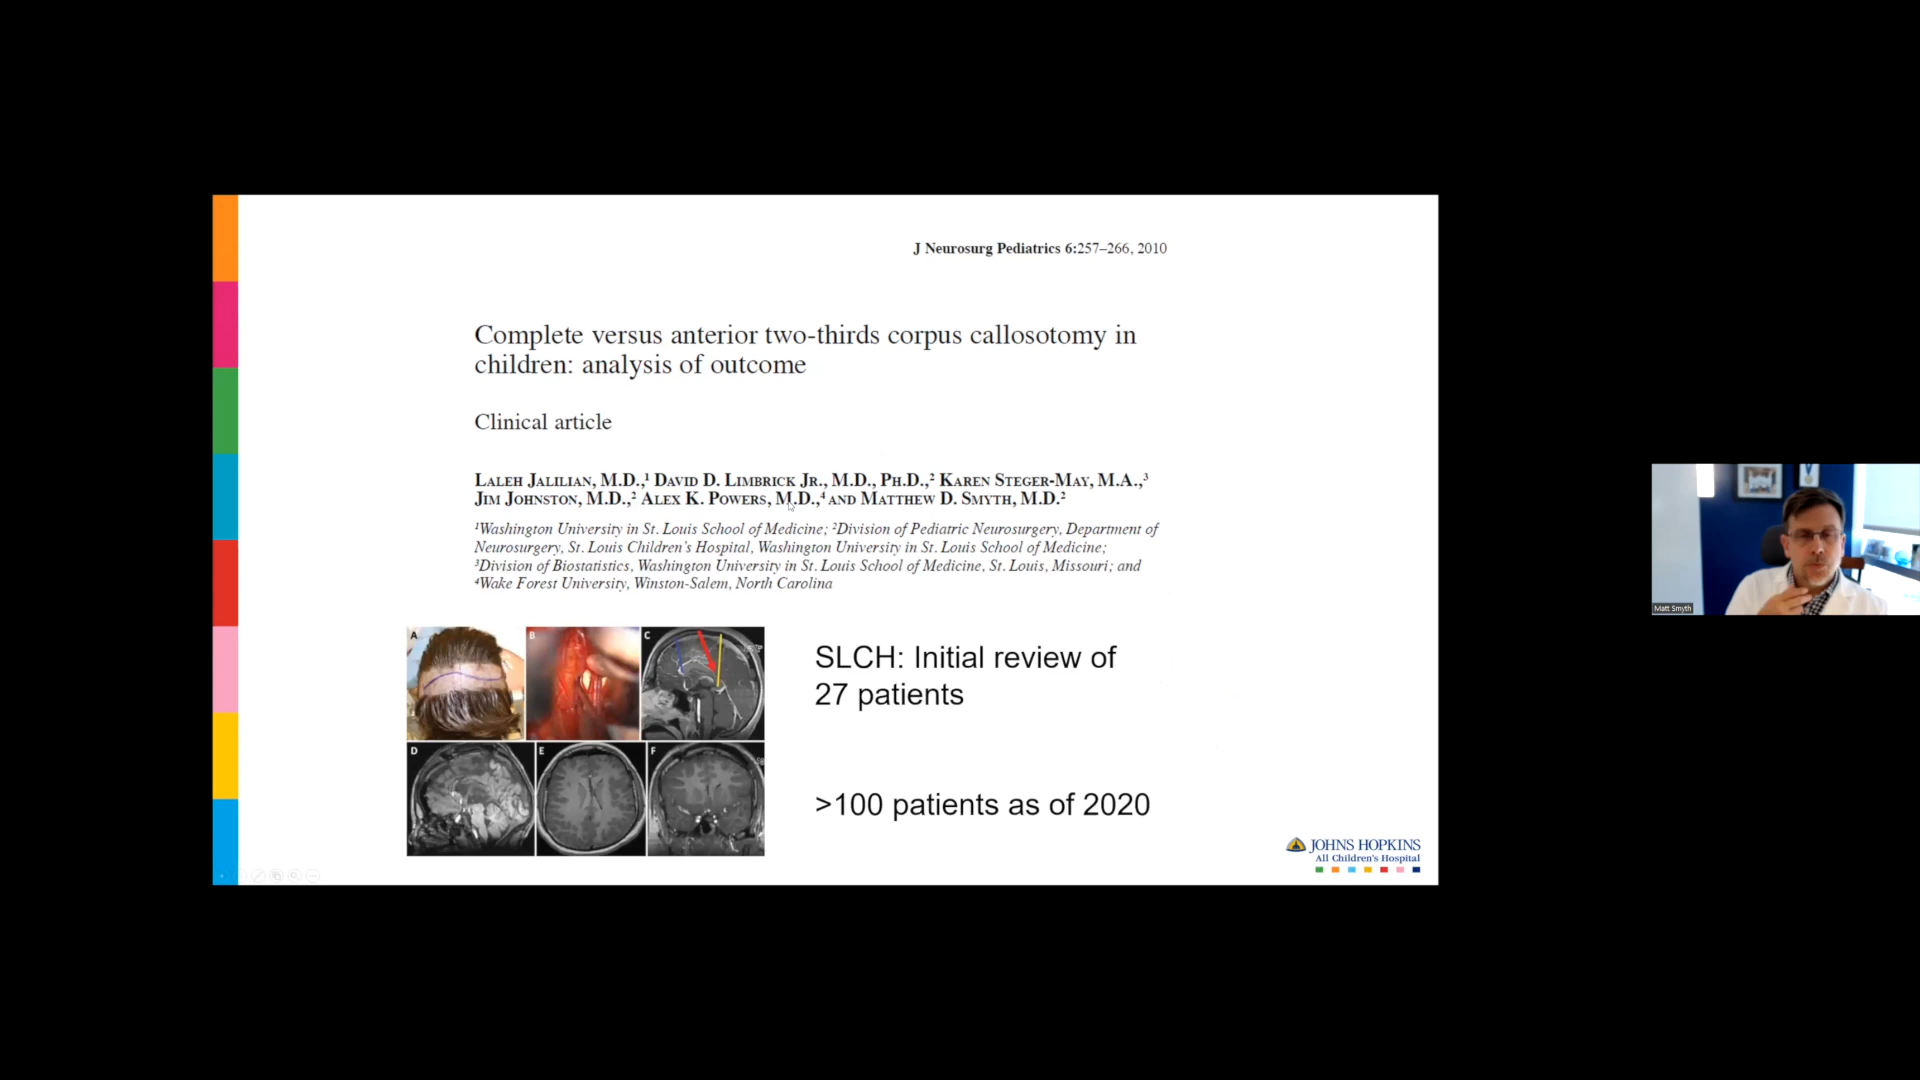 J Neurosurg Pediatrics 6:257–266, 2010
Complete versus anterior two-thirds corpus callosotomy in
children: analysis of outcome
Clinical article
Laleh Jalilian, M.D.,¹ David D. Limbrick Jr., M.D., Ph.D.,² Karen Steger-May, M.A.,³
Jim Johnston, M.D.,² Alex K. Powers, M.D.,⁴ and Matthew D. Smyth, M.D.²
¹Washington University in St. Louis School of Medicine; ²Division of Pediatric Neurosurgery, Department of
Neurosurgery, St. Louis Children's Hospital, Washington University in St. Louis School of Medicine;
³Division of Biostatistics, Washington University in St. Louis School of Medicine, St. Louis, Missouri; and
⁴Wake Forest University, Winston-Salem, North Carolina
A
B
C
D
E
F
SLCH: Initial review of
27 patients
>100 patients as of 2020
JOHNS HOPKINS
All Children's Hospital
Matt Smyth